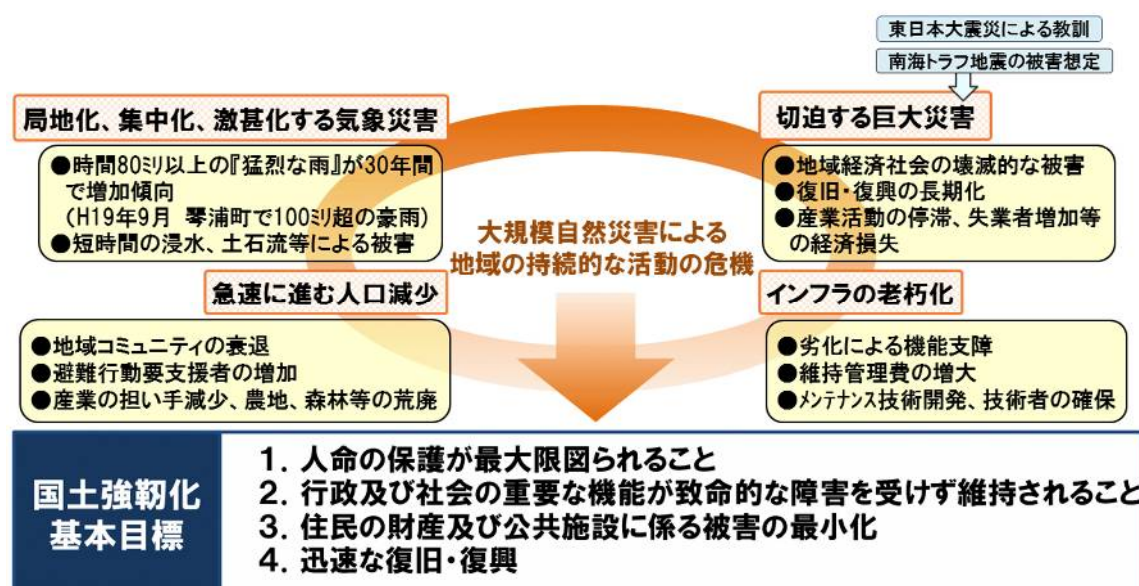 東日本大震災による教訓
南海トラフ地震の被害想定
局地化、集中化、激甚化する気象災害
●時間80ミリ以上の『猛烈な雨』が30年間
で増加傾向
(H19年9月 琴浦町で100ミリ超の豪雨)
●短時間の浸水、土石流等による被害
切迫する巨大災害
●地域経済社会の壊滅的な被害
●復旧・復興の長期化
●産業活動の停滞、失業者増加等
の経済損失
大規模自然災害による
地域の持続的な活動の危機
急速に進む人口減少
●地域コミュニティの衰退
●避難行動要支援者の増加
●産業の担い手減少、農地、森林等の荒廃
インフラの老朽化
●劣化による機能支障
●維持管理費の増大
●メンテナンス技術開発、技術者の確保
国土強靭化
基本目標
1. 人命の保護が最大限図られること
2. 行政及び社会の重要な機能が致命的な障害を受けず維持されること
3. 住民の財産及び公共施設に係る被害の最小化
4. 迅速な復旧・復興